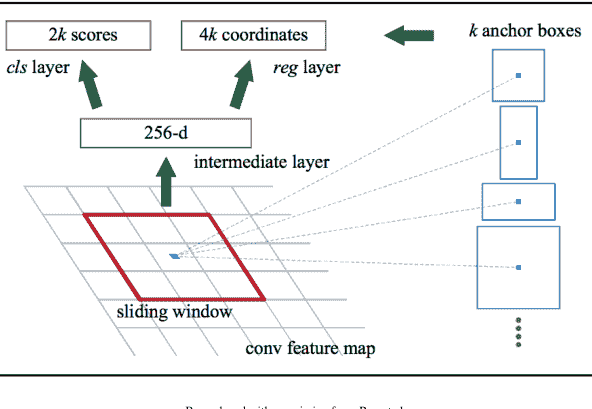 2k scores
4k coordinates
k anchor boxes
cls layer
reg layer
256-d
intermediate layer
sliding window
conv feature map